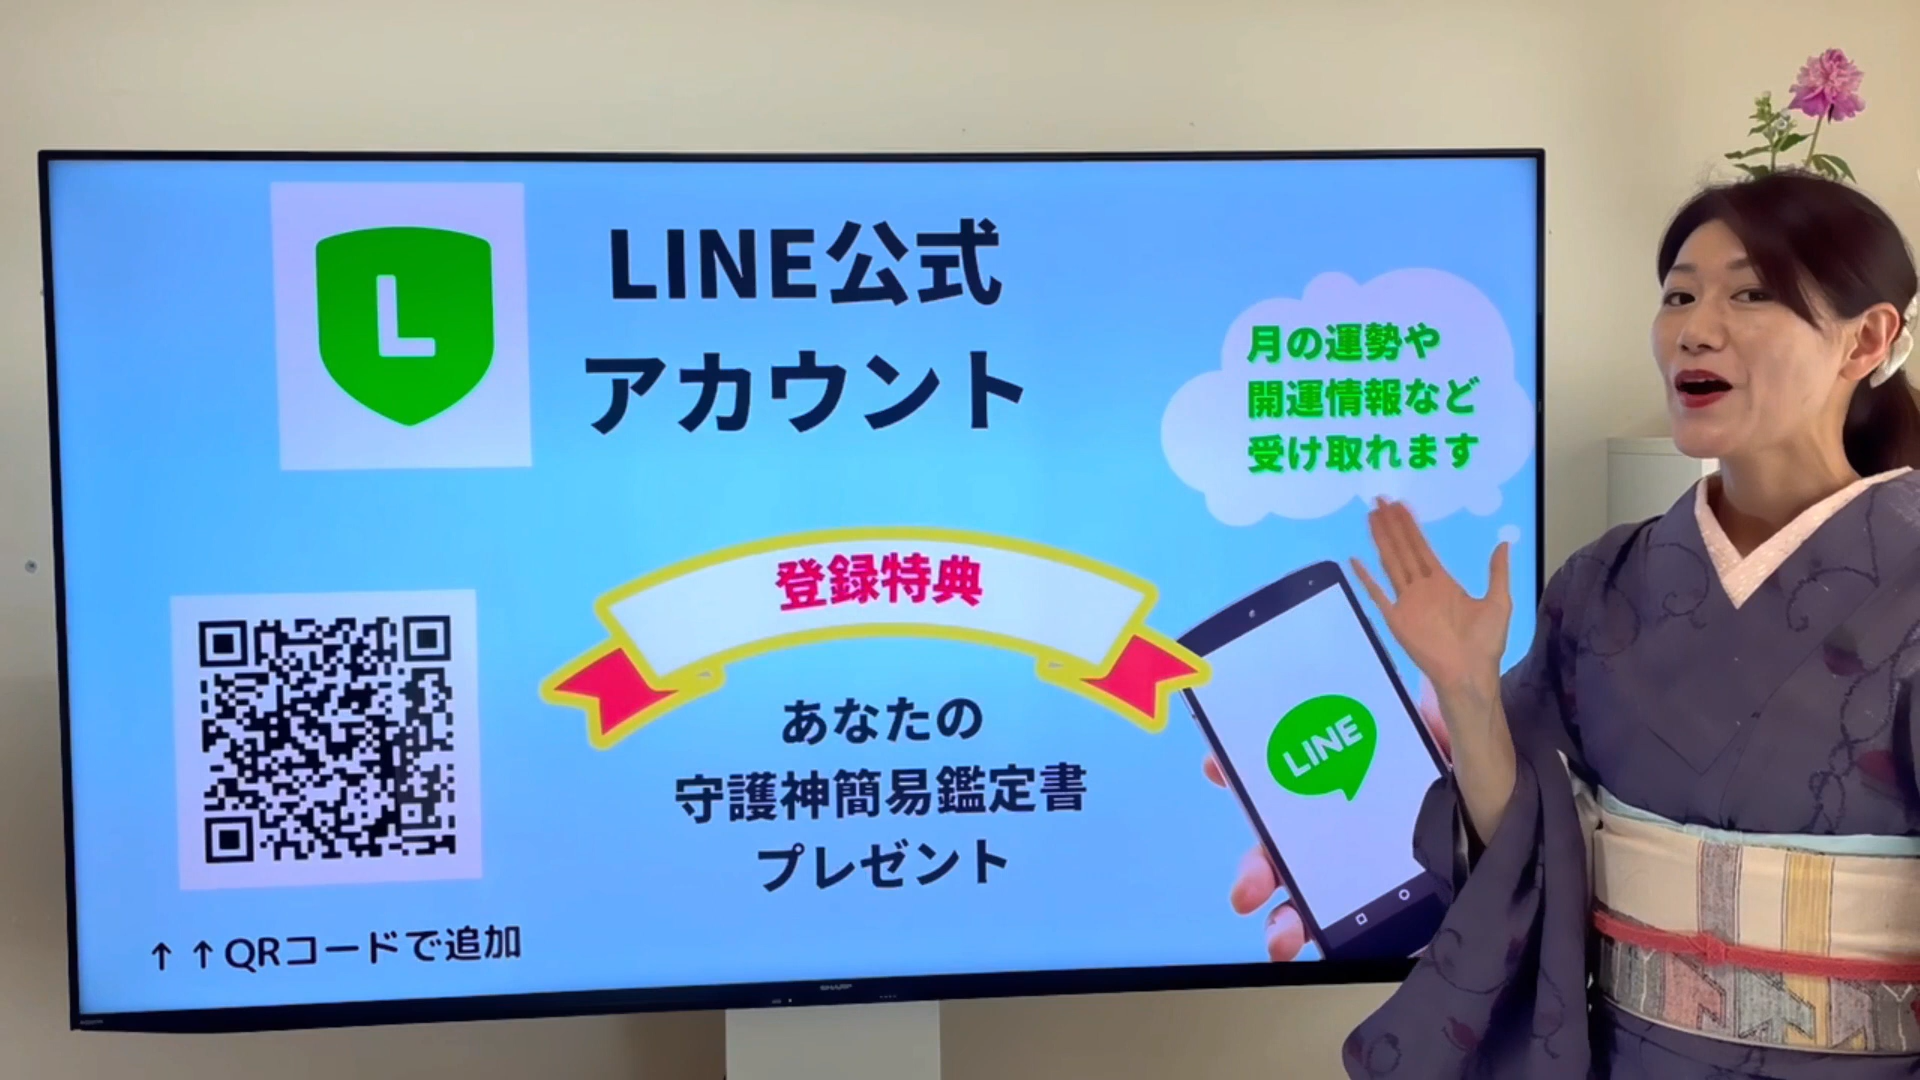 L
LINE公式
アカウント
月の運勢や
開運情報など
受け取れます
登録特典
あなたの
守護神簡易鑑定書
プレゼント
LINE
↑ ↑QRコードで追加
SHARP